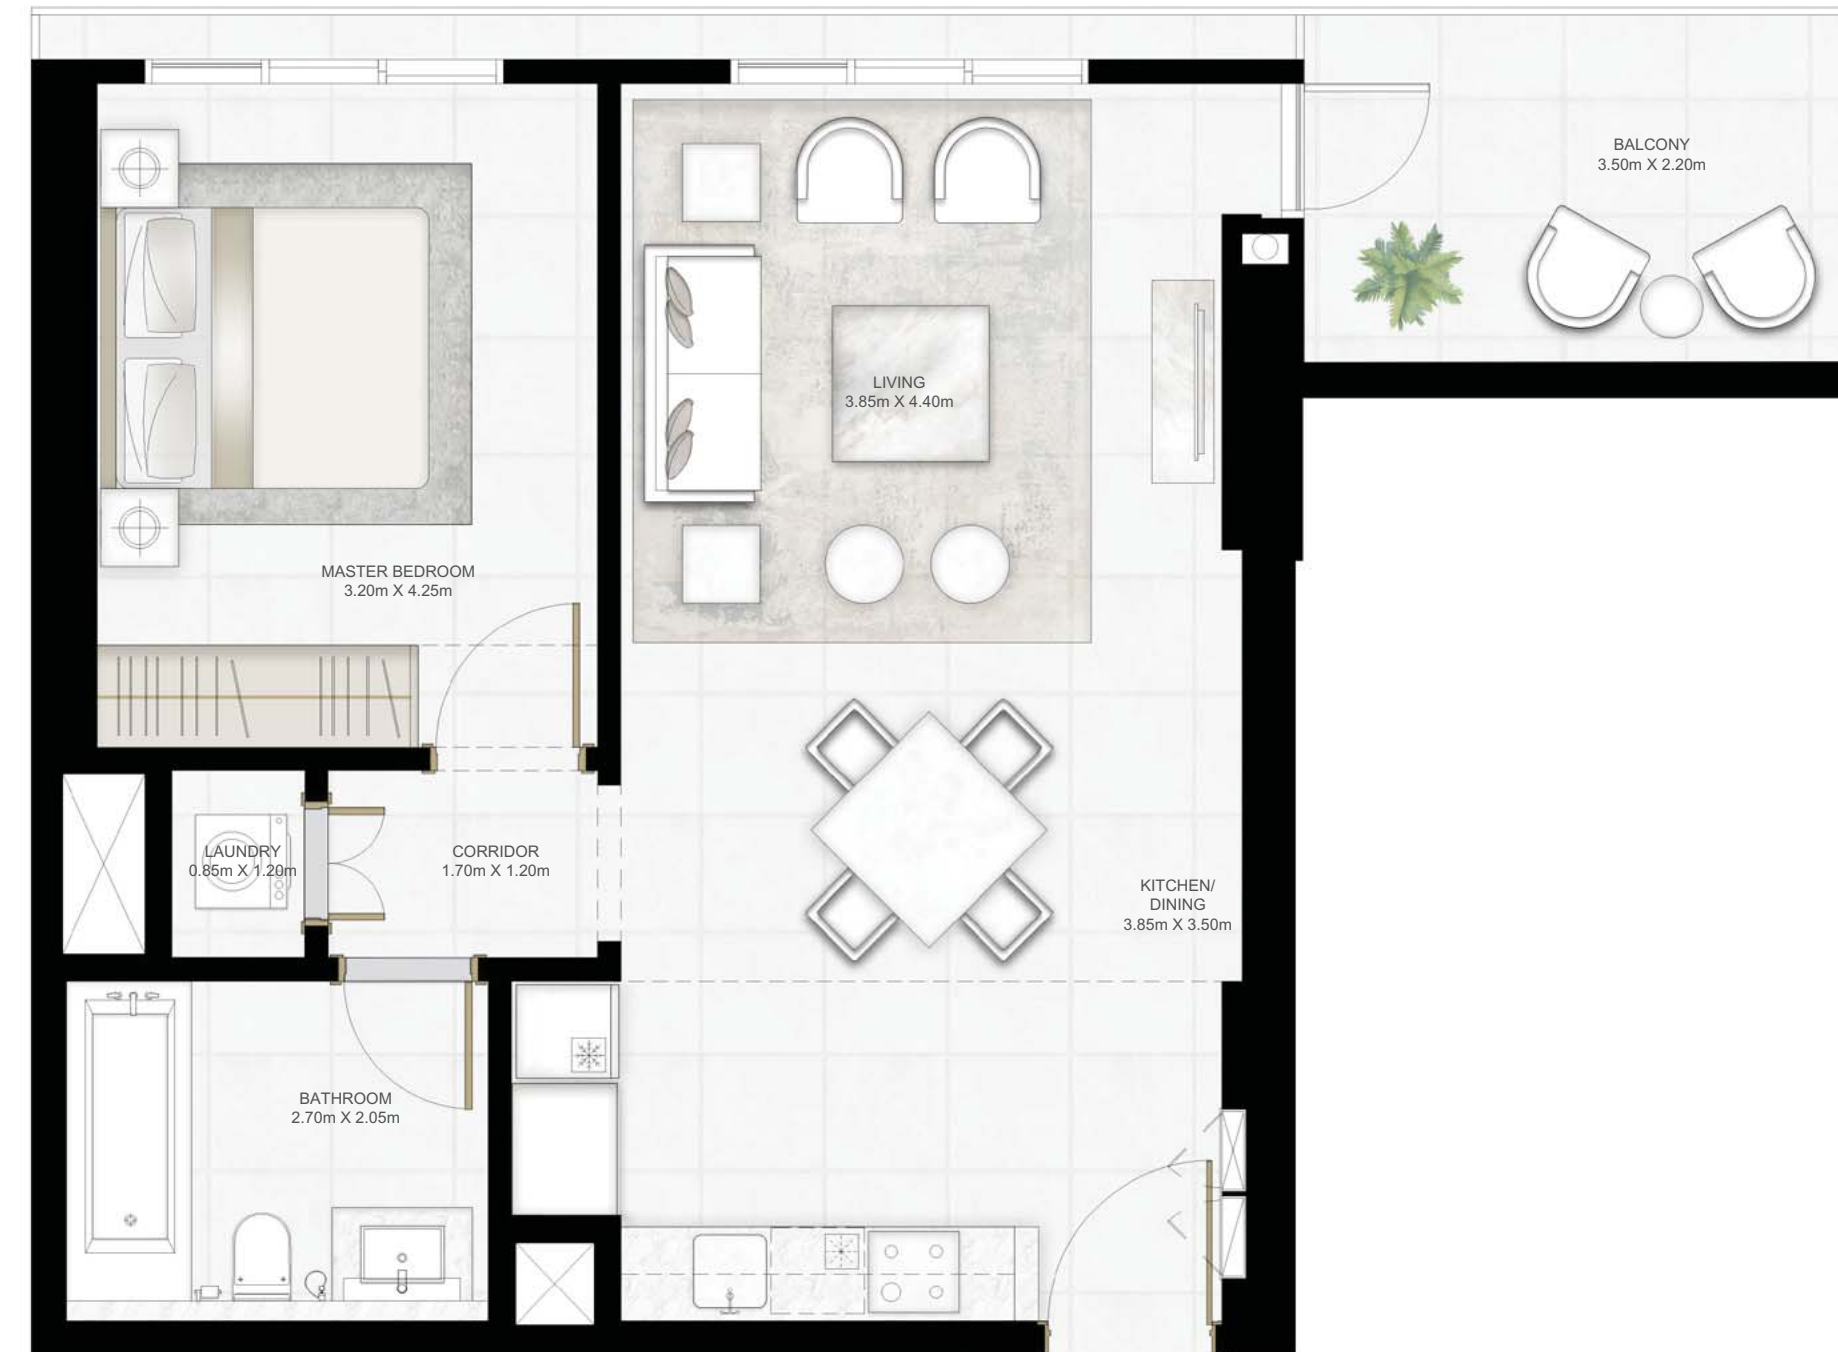 BALCONY
3.50m X 2.20m
LIVING
3.85m X 4.40m
MASTER BEDROOM
3.20m X 4.25m
LAUNDRY
0.85m X 1.20m
CORRIDOR
1.70m X 1.20m
KITCHEN/
DINING
3.85m X 3.50m
BATHROOM
2.70m X 2.05m